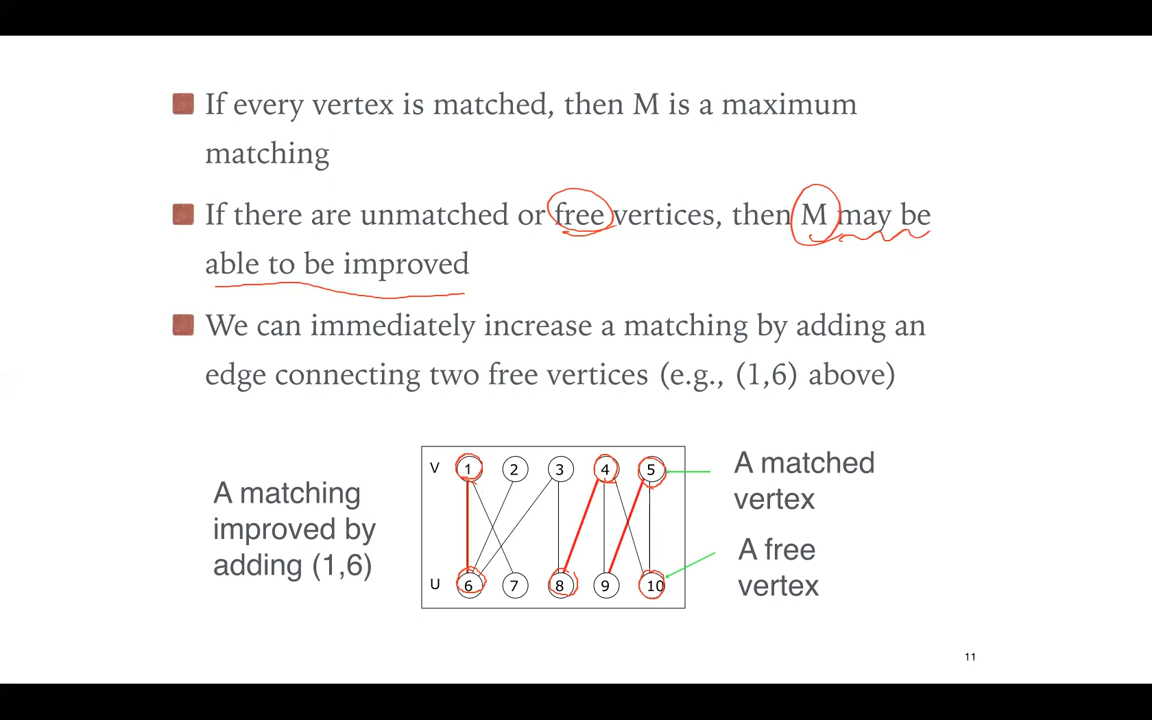 If every vertex is matched, then M is a maximum
matching
If there are unmatched or free vertices, then M may be
able to be improved
We can immediately increase a matching by adding an
edge connecting two free vertices (e.g., (1,6) above)
A matching
improved by
adding (1,6)
V 1 2 3 4 5
U 6 7 8 9 10
A matched
vertex
A free
vertex
11